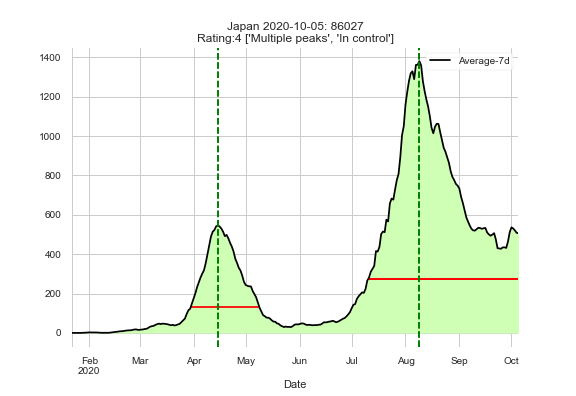 Japan 2020-10-05: 86027
Rating:4 ['Multiple peaks', 'In control']
Average-7d
1400
1200
1000
800
600
400
200
0
Feb Mar Apr May Jun Jul Aug Sep Oct
2020
Date